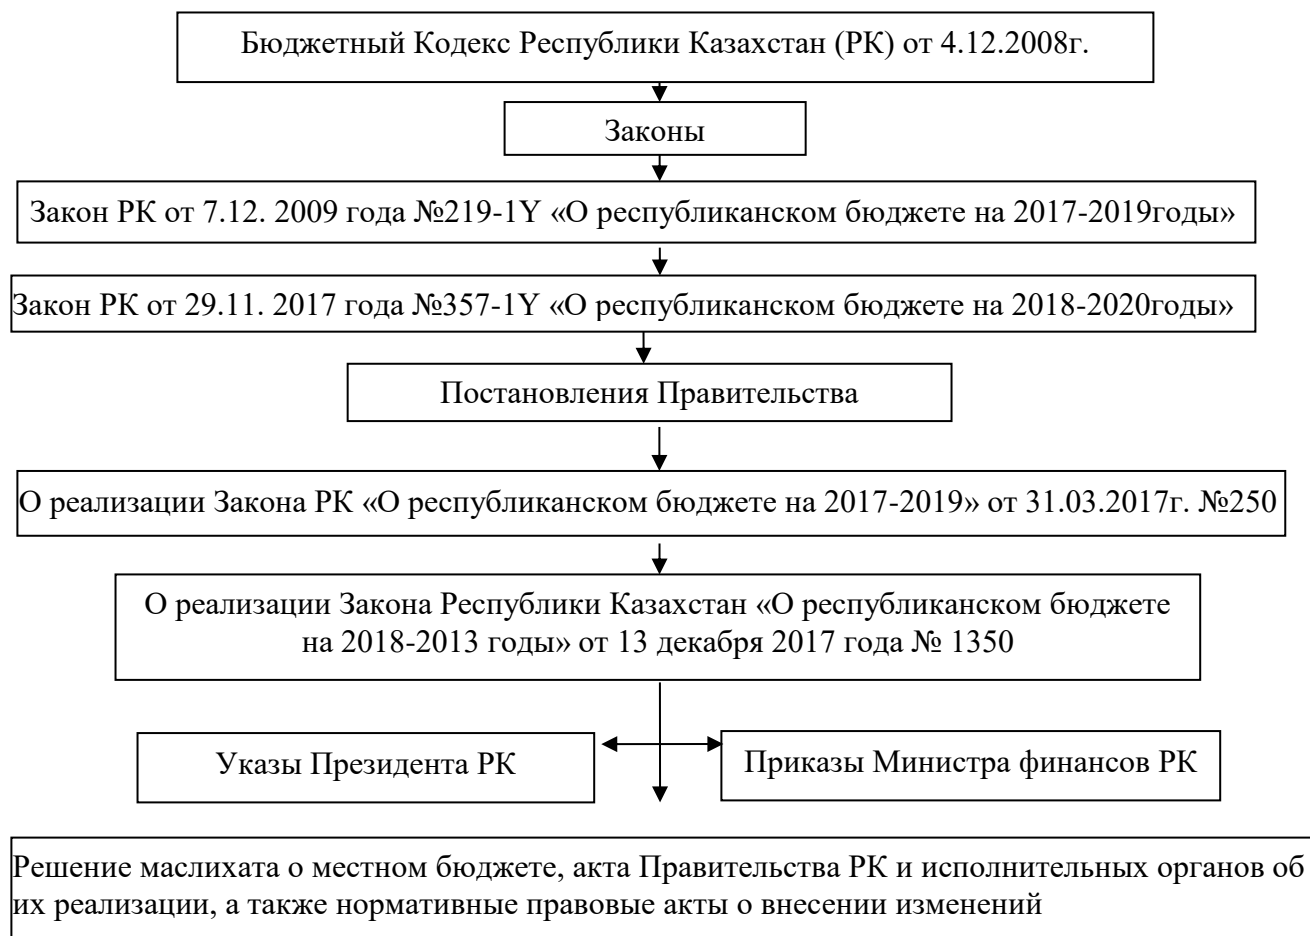 Бюджетный Кодекс Республики Казахстан (РК) от 4.12.2008г.
Законы
Закон РК от 7.12. 2009 года №219-1Y «О республиканском бюджете на 2017-2019годы»
Закон РК от 29.11. 2017 года №357-1Y «О республиканском бюджете на 2018-2020годы»
Постановления Правительства
О реализации Закона РК «О республиканском бюджете на 2017-2019» от 31.03.2017г. №250
О реализации Закона Республики Казахстан «О республиканском бюджете
на 2018-2013 годы» от 13 декабря 2017 года № 1350
Указы Президента РК
Приказы Министра финансов РК
Решение маслихата о местном бюджете, акта Правительства РК и исполнительных органов об
их реализации, а также нормативные правовые акты о внесении изменений